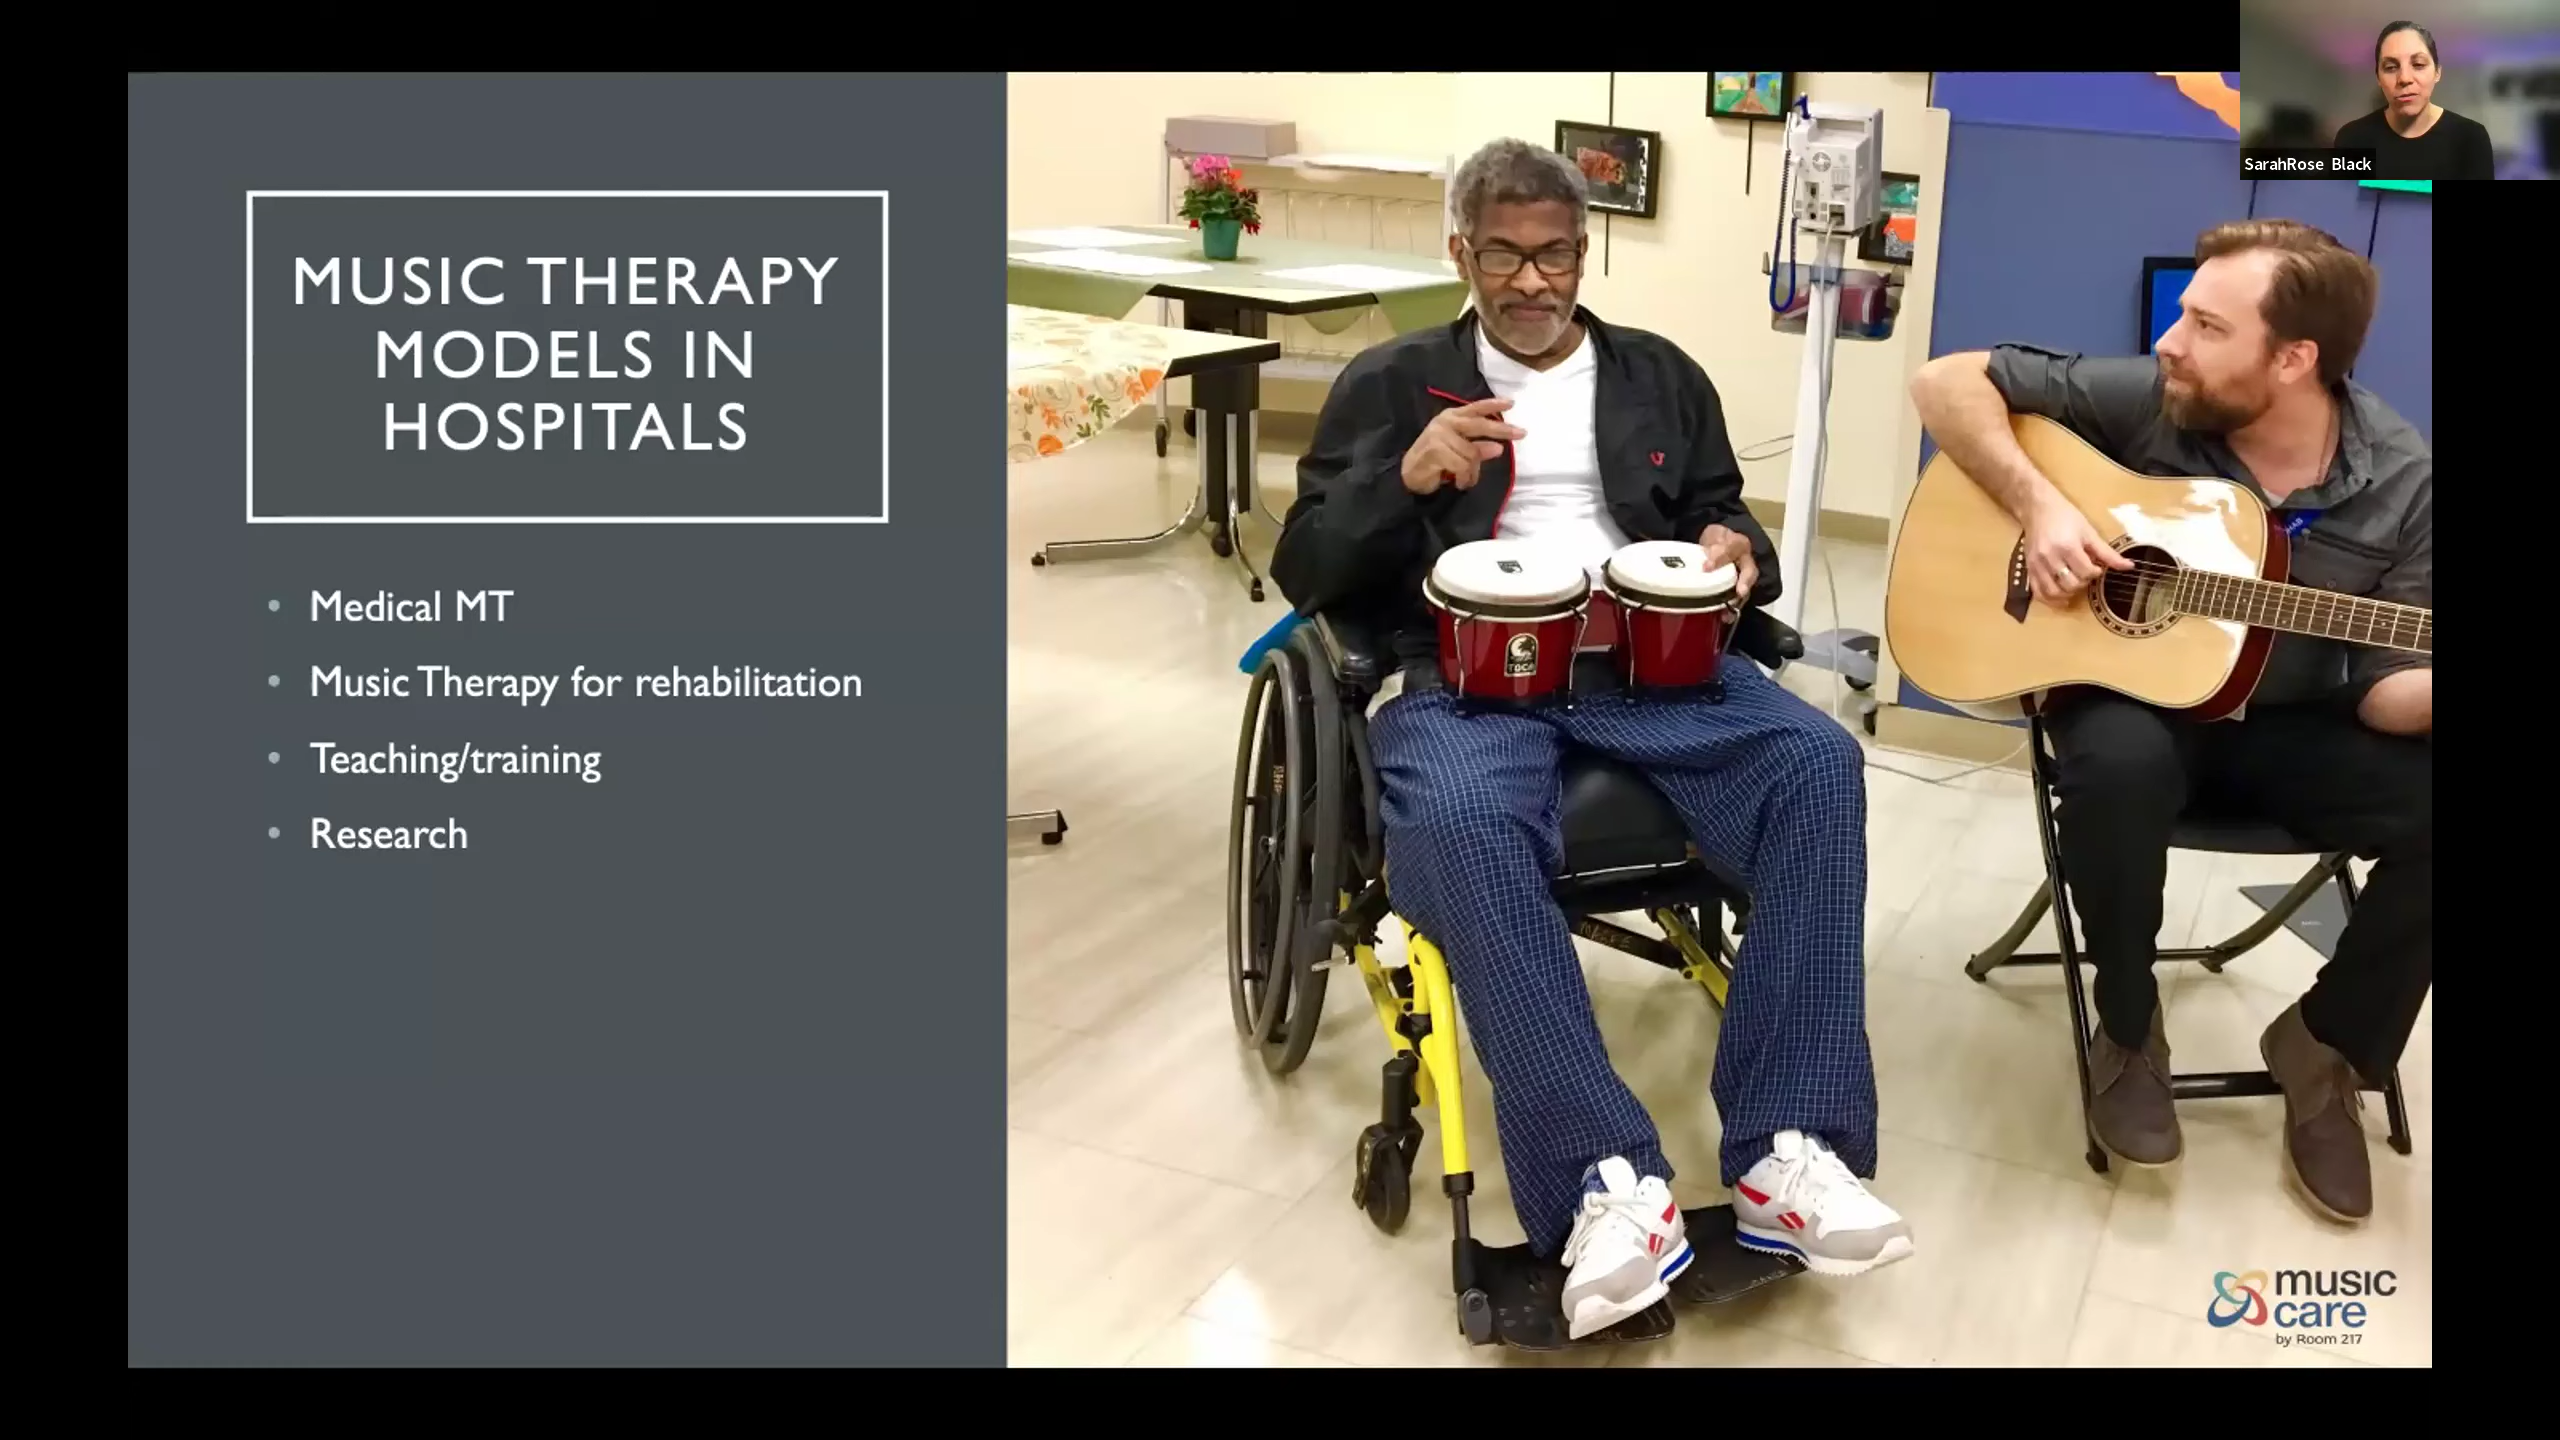 SarahRose Black
MUSIC THERAPY
MODELS IN
HOSPITALS
• Medical MT
• Music Therapy for rehabilitation
• Teaching/training
• Research
TOCA
music
care
by Room 217